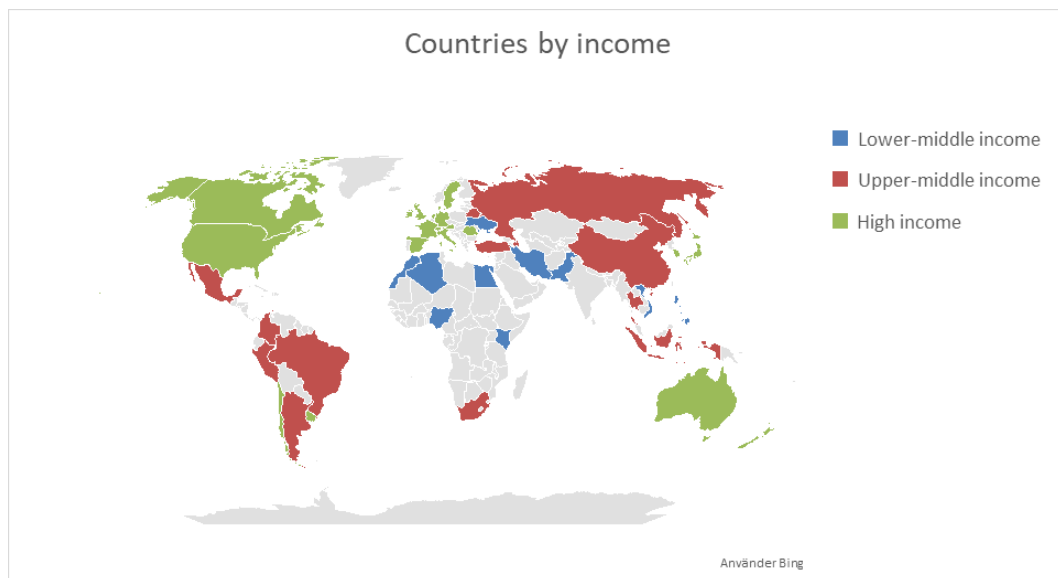 Countries by income
Lower-middle income
Upper-middle income
High income
Använder Bing